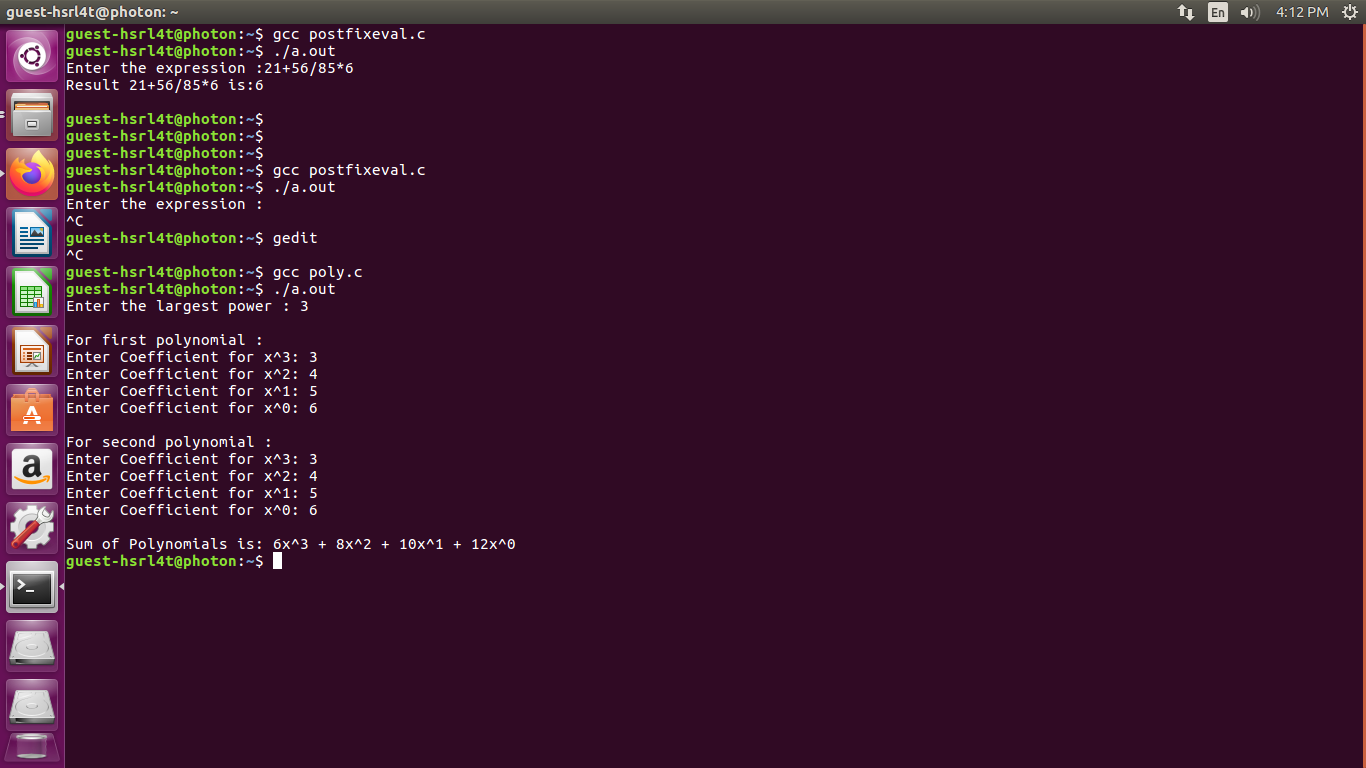 guest-hsrl4t@photon: ~
En
4:12 PM
guest-hsrl4t@photon:~$ gcc postfixeval.c
guest-hsrl4t@photon:~$ ./a.out
Enter the expression :21+56/85*6
Result 21+56/85*6 is:6
guest-hsrl4t@photon:~$
guest-hsrl4t@photon:~$
guest-hsrl4t@photon:~$
guest-hsrl4t@photon:~$ gcc postfixeval.c
guest-hsrl4t@photon:~$ ./a.out
Enter the expression :
^C
guest-hsrl4t@photon:~$ gedit
^C
guest-hsrl4t@photon:~$ gcc poly.c
guest-hsrl4t@photon:~$ ./a.out
Enter the largest power : 3
For first polynomial :
Enter Coefficient for x^3: 3
Enter Coefficient for x^2: 4
Enter Coefficient for x^1: 5
Enter Coefficient for x^0: 6
For second polynomial :
Enter Coefficient for x^3: 3
Enter Coefficient for x^2: 4
Enter Coefficient for x^1: 5
Enter Coefficient for x^0: 6
Sum of Polynomials is: 6x^3 + 8x^2 + 10x^1 + 12x^0
guest-hsrl4t@photon:~$